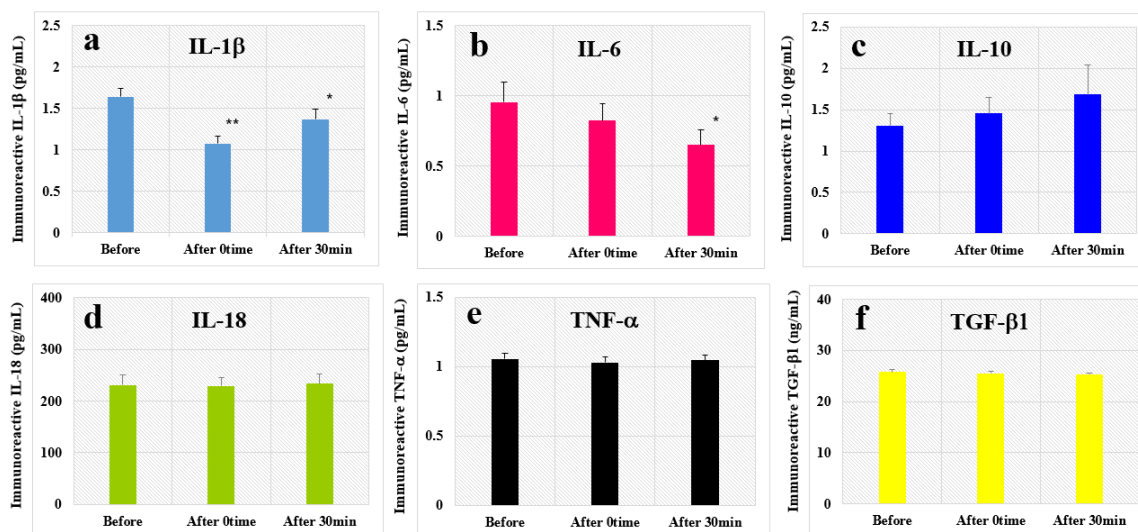 a
IL-1β
Immunoreactive IL-1β (pg/mL)
2.5
2
1.5
1
0.5
0
**
*
Before
After 0time
After 30min
b
IL-6
Immunoreactive IL-6 (pg/mL)
1.5
1
0.5
0
*
Before
After 0time
After 30min
c
IL-10
Immunoreactive IL-10 (pg/mL)
2.5
2
1.5
1
0.5
0
Before
After 0time
After 30min
d
IL-18
Immunoreactive IL-18 (pg/mL)
400
300
200
100
0
Before
After 0time
After 30min
e
TNF-α
Immunoreactive TNF-α (pg/mL)
1.5
1
0.5
0
Before
After 0time
After 30min
f
TGF-β1
Immunoreactive TGF-β1 (ng/mL)
40
30
20
10
0
Before
After 0time
After 30min